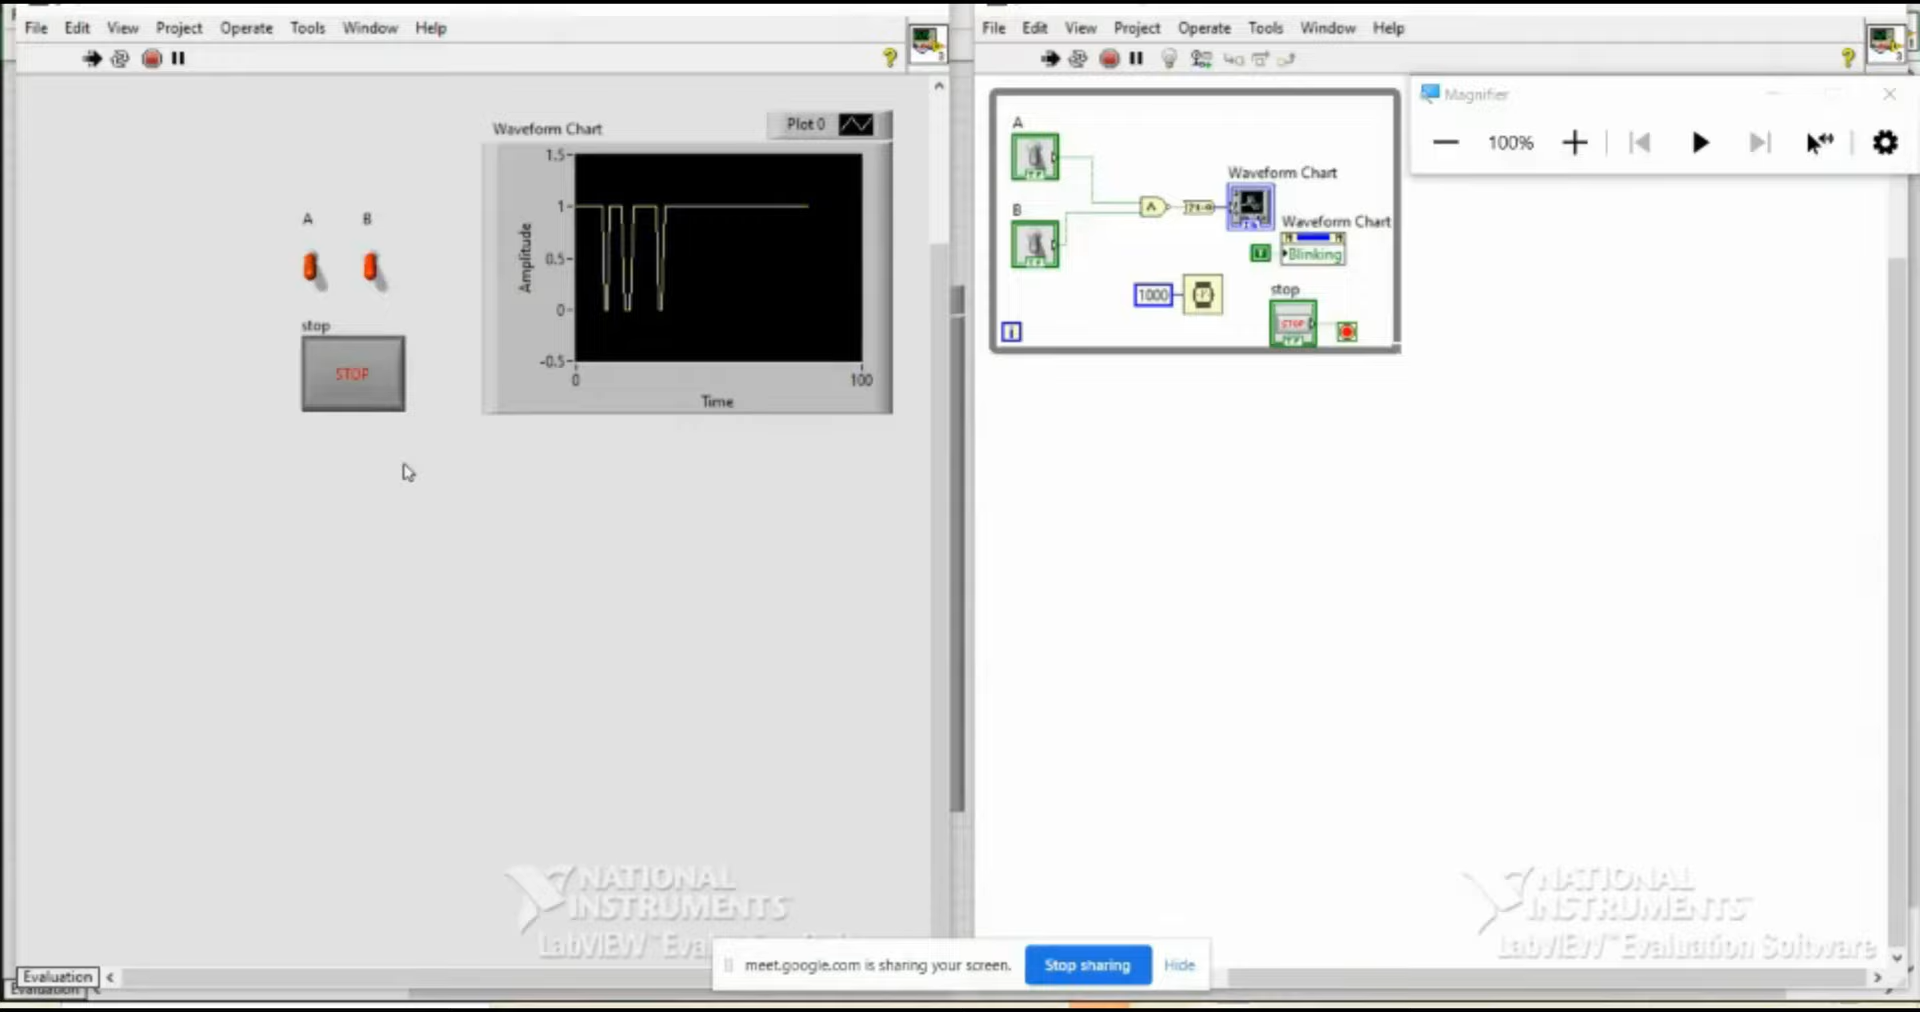 File Edit View Project Operate Tools Window Help
Waveform Chart
Plot 0
1.5
1
0.5
0
-0.5
Amplitude
0
100
Time
A B
stop
STOP
NATIONAL
INSTRUMENTS
Evaluation
File Edit View Project Operate Tools Window Help
A
B
Waveform Chart
Waveform Chart
Blinking
1000
stop
STOP
i
Magnifier
100%
NATIONAL
INSTRUMENTS
LabVIEW™ Evaluation Software
meet.google.com is sharing your screen. Stop sharing Hide